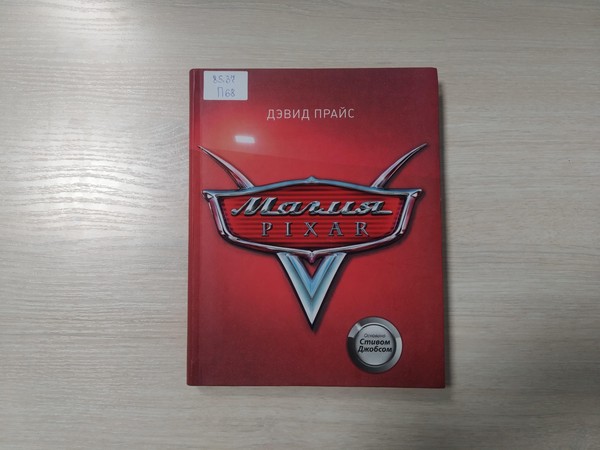 85.37
П68
ДЭВИД ПРАЙС
Магия
PIXAR
Основано
Стивом
Джобсом